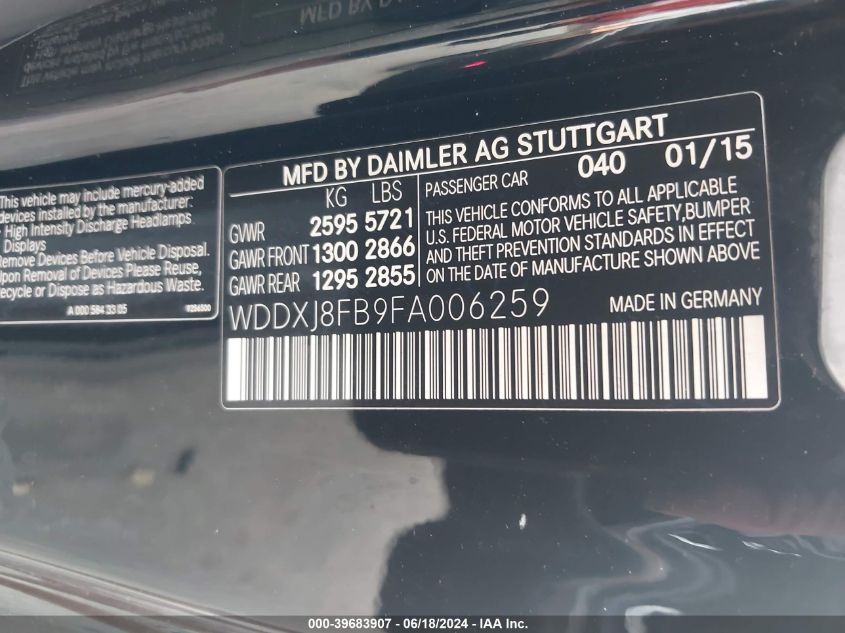 This vehicle may include mercury-added
devices installed by the manufacturer:
High Intensity Discharge Headlamps
Displays
Remove Devices Before Vehicle Disposal.
Upon Removal of Devices Please Reuse,
Recycle or Dispose as Hazardous Waste.
A 000 584 33 05
MFD BY DAIMLER AG STUTTGART
KG LBS
GVWR 2595 5721
GAWR FRONT 1300 2866
GAWR REAR 1295 2855
040 01/15
PASSENGER CAR
THIS VEHICLE CONFORMS TO ALL APPLICABLE
U.S. FEDERAL MOTOR VEHICLE SAFETY,BUMPER
AND THEFT PREVENTION STANDARDS IN EFFECT
ON THE DATE OF MANUFACTURE SHOWN ABOVE
WDDXJ8FB9FA006259
MADE IN GERMANY
000-39683907 - 06/18/2024 - IAA Inc.